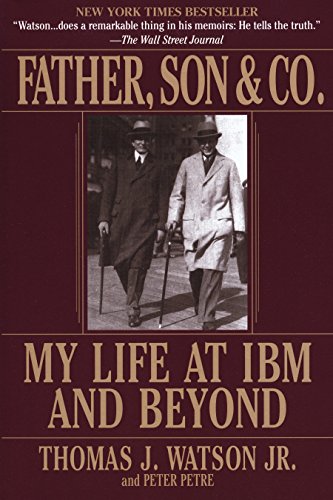 NEW YORK TIMES BESTSELLER
"Watson...does a remarkable thing in his memoirs: He tells the truth."
—The Wall Street Journal
FATHER, SON & CO.
MY LIFE AT IBM
AND BEYOND
THOMAS J. WATSON JR.
AND PETER PETRE